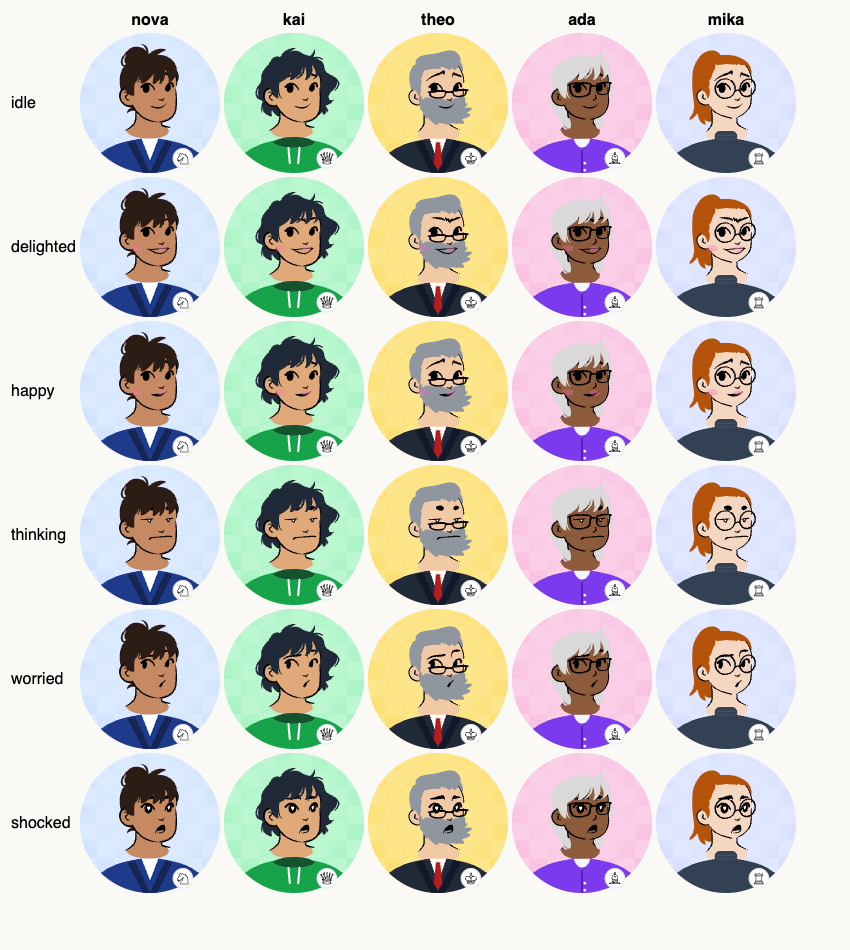 nova kai theo ada mika
idle
delighted
happy
thinking
worried
shocked